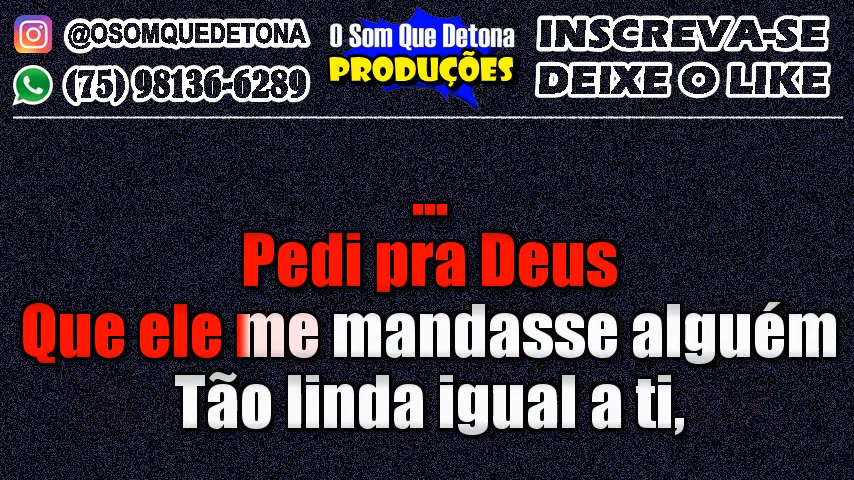 @OSOMQUEDETONA
(75) 98136-6289
O Som Que Detona
PRODUÇÕES
INSCREVA-SE
DEIXE O LIKE
...
Pedi pra Deus
Que ele me mandasse alguém
Tão linda igual a ti,